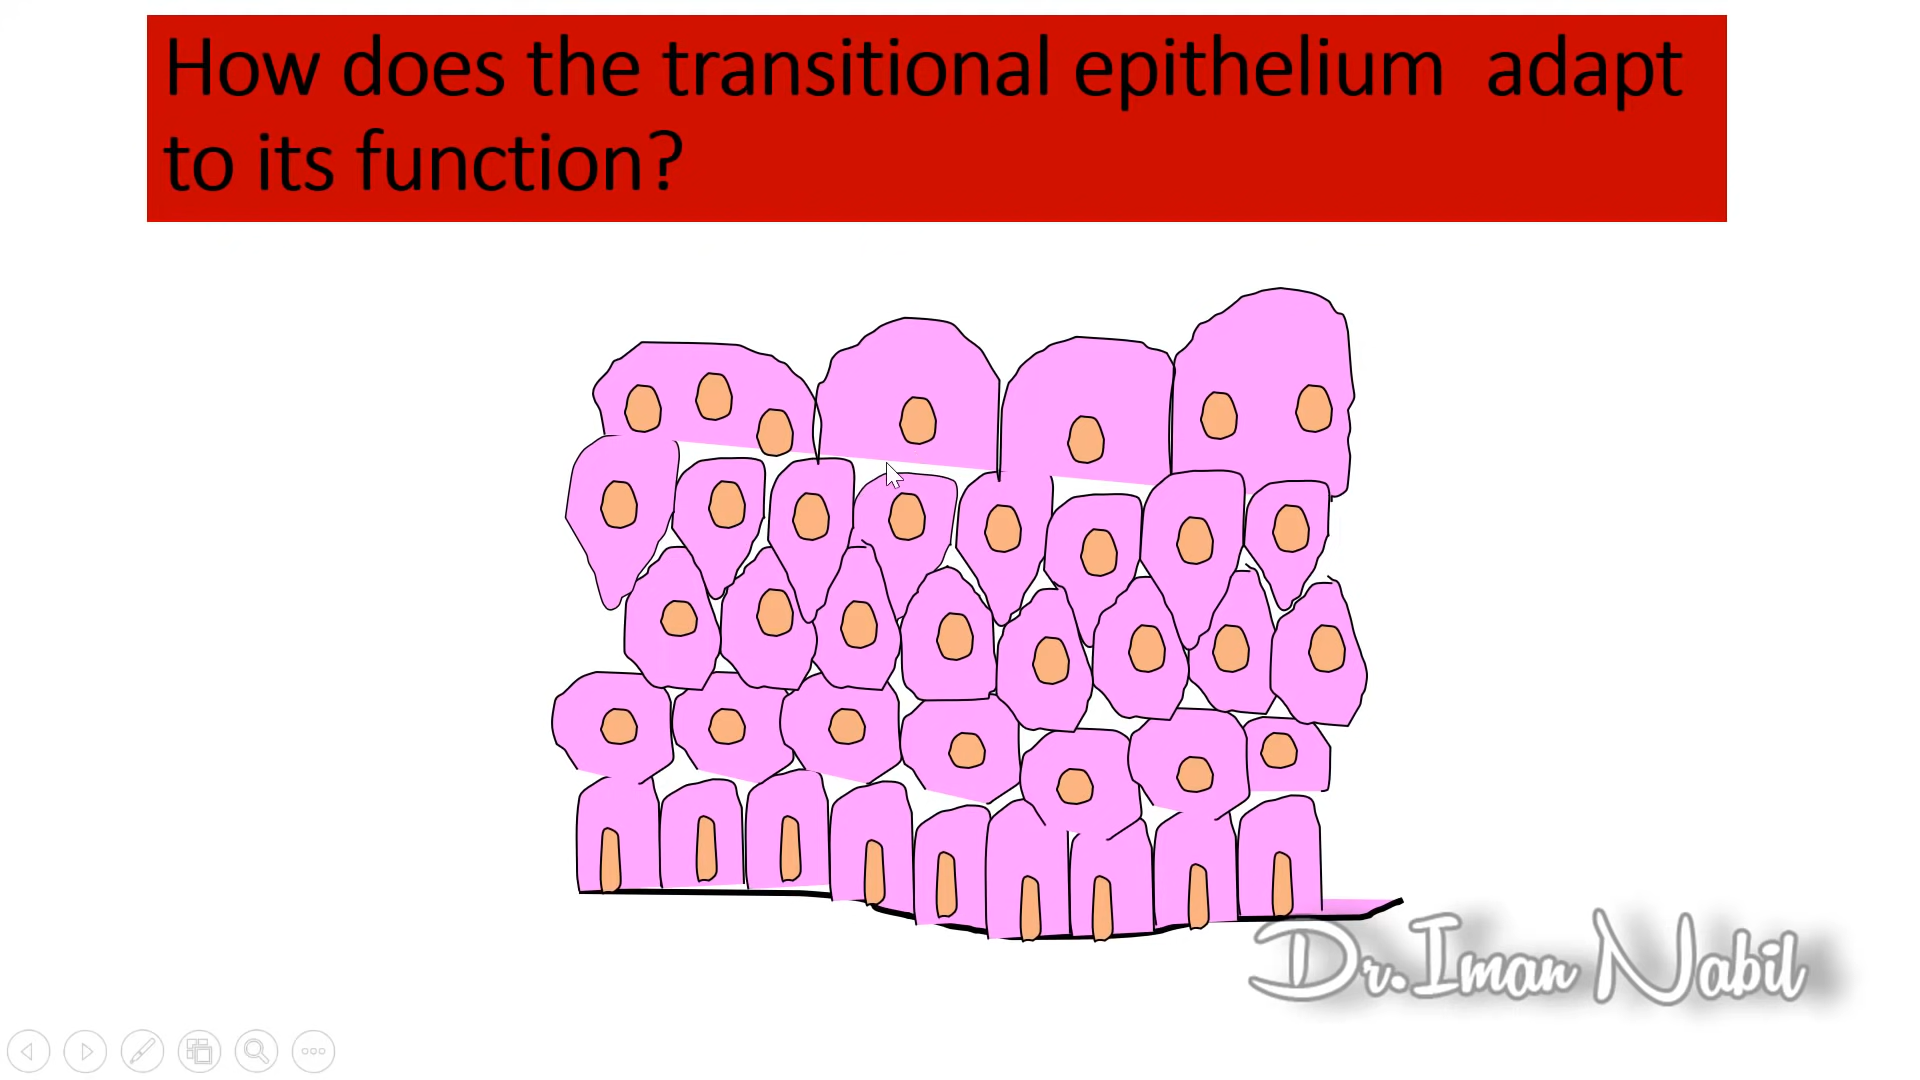 How does the transitional epithelium adapt
to its function?
Dr.Iman Nabil